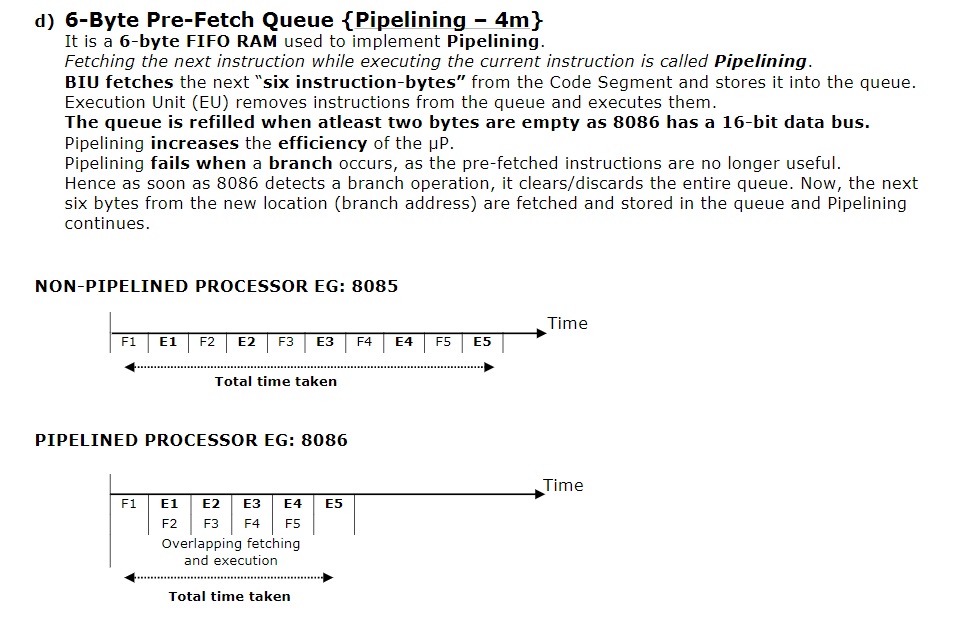 d) 6-Byte Pre-Fetch Queue {Pipelining – 4m}
It is a 6-byte FIFO RAM used to implement Pipelining.
Fetching the next instruction while executing the current instruction is called Pipelining.
BIU fetches the next “six instruction-bytes” from the Code Segment and stores it into the queue.
Execution Unit (EU) removes instructions from the queue and executes them.
The queue is refilled when atleast two bytes are empty as 8086 has a 16-bit data bus.
Pipelining increases the efficiency of the µP.
Pipelining fails when a branch occurs, as the pre-fetched instructions are no longer useful.
Hence as soon as 8086 detects a branch operation, it clears/discards the entire queue. Now, the next
six bytes from the new location (branch address) are fetched and stored in the queue and Pipelining
continues.
NON-PIPELINED PROCESSOR EG: 8085
Time
F1 E1 F2 E2 F3 E3 F4 E4 F5 E5
Total time taken
PIPELINED PROCESSOR EG: 8086
Time
F1 E1 E2 E3 E4 E5
F2 F3 F4 F5
Overlapping fetching
and execution
Total time taken